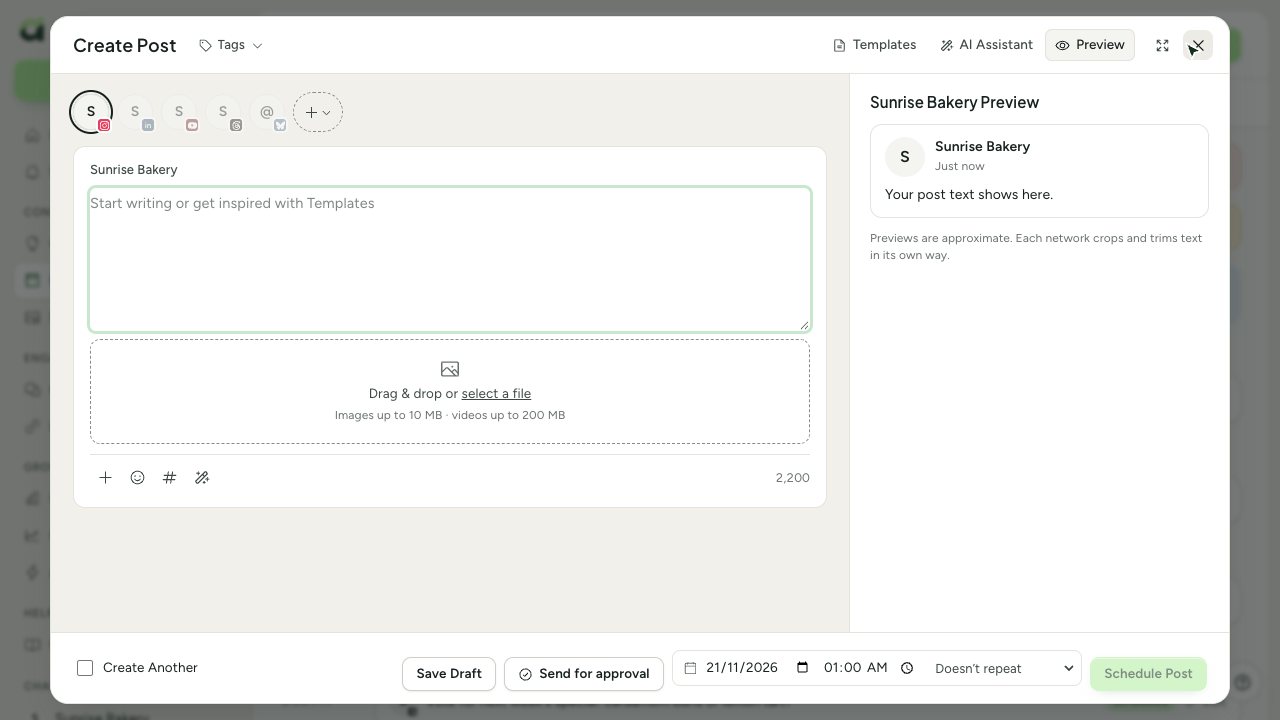 Create Post
Tags
Templates
AI Assistant
Preview
S
S
in
S
S
@
Sunrise Bakery
Start writing or get inspired with Templates
Drag & drop or select a file
Images up to 10 MB · videos up to 200 MB
2,200
Sunrise Bakery Preview
S
Sunrise Bakery
Just now
Your post text shows here.
Previews are approximate. Each network crops and trims text
in its own way.
Create Another
Save Draft
Send for approval
21/11/2026
01:00 AM
Doesn't repeat
Schedule Post